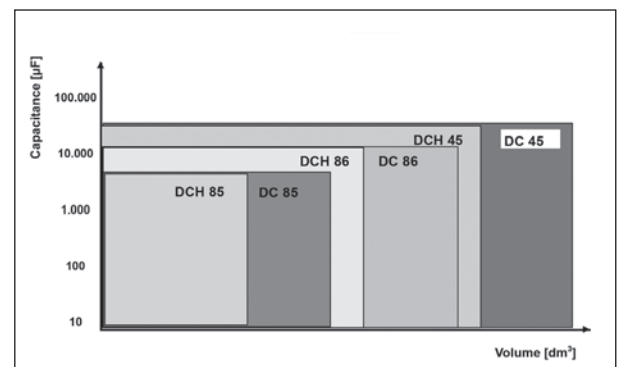 Capacitance [µF]
100.000
10.000
1.000
100
10
DCH 45
DC 45
DCH 86
DC 86
DCH 85
DC 85
Volume [dm³]